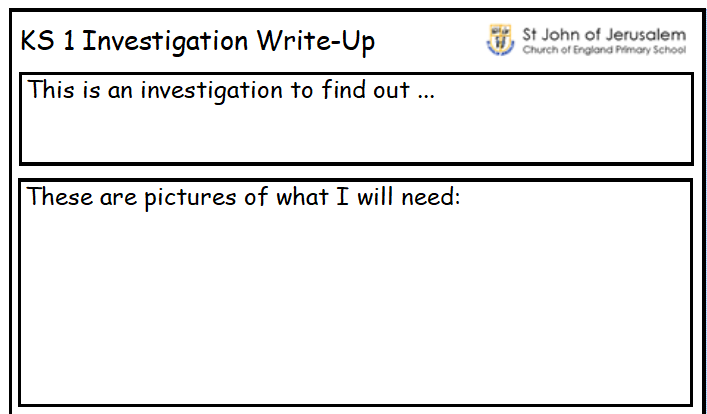 KS 1 Investigation Write-Up
St John of Jerusalem
Church of England Primary School
This is an investigation to find out ...
These are pictures of what I will need: